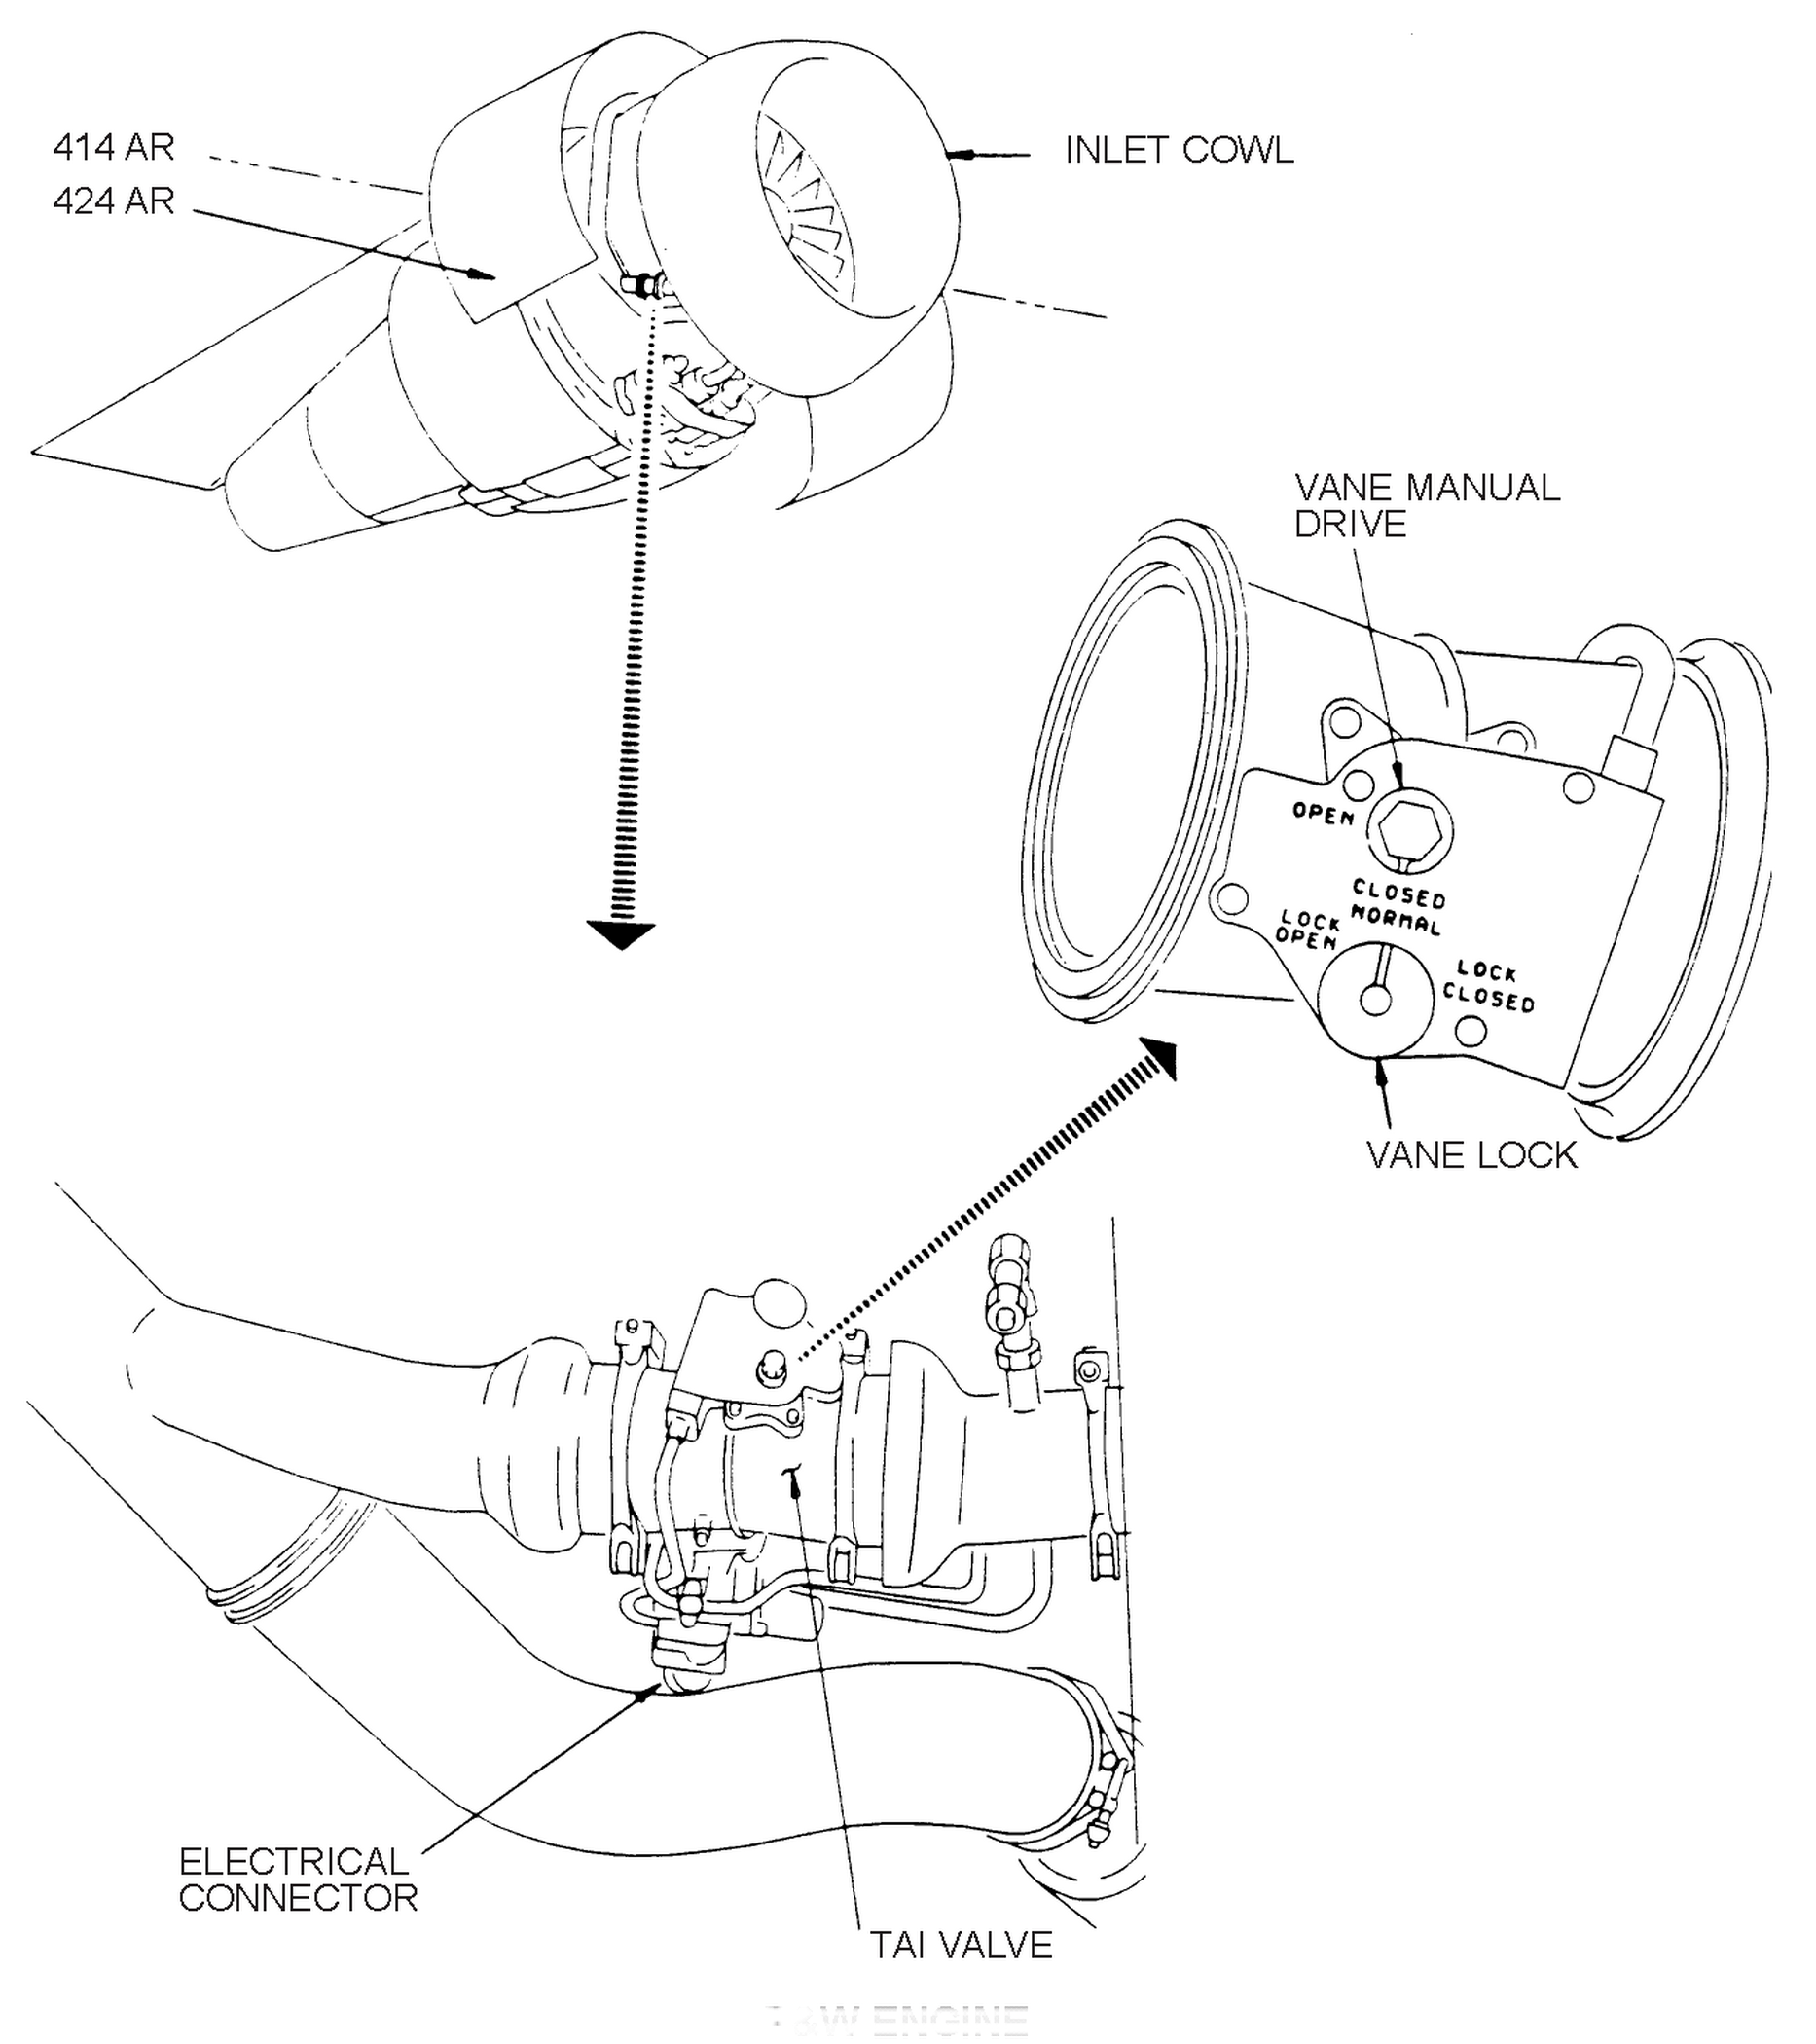 414 AR
424 AR
INLET COWL
VANE MANUAL
DRIVE
OPEN
CLOSED
NORMAL
LOCK
OPEN
LOCK
CLOSED
VANE LOCK
ELECTRICAL
CONNECTOR
TAI VALVE
ENGINE